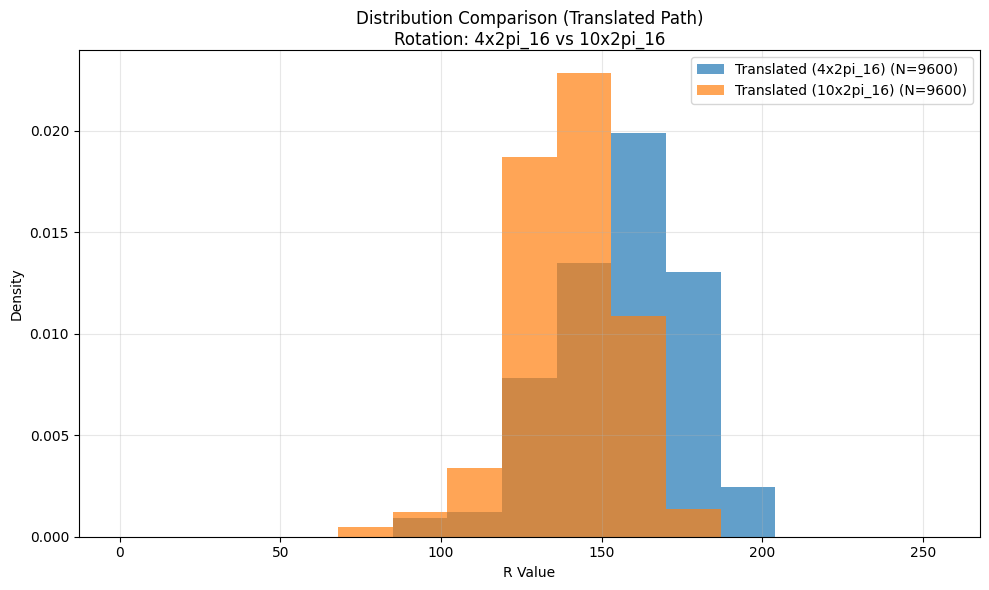 Distribution Comparison (Translated Path)
Rotation: 4x2pi_16 vs 10x2pi_16
Translated (4x2pi_16) (N=9600)
Translated (10x2pi_16) (N=9600)
Density
0.020
0.015
0.010
0.005
0.000
0 50 100 150 200 250
R Value